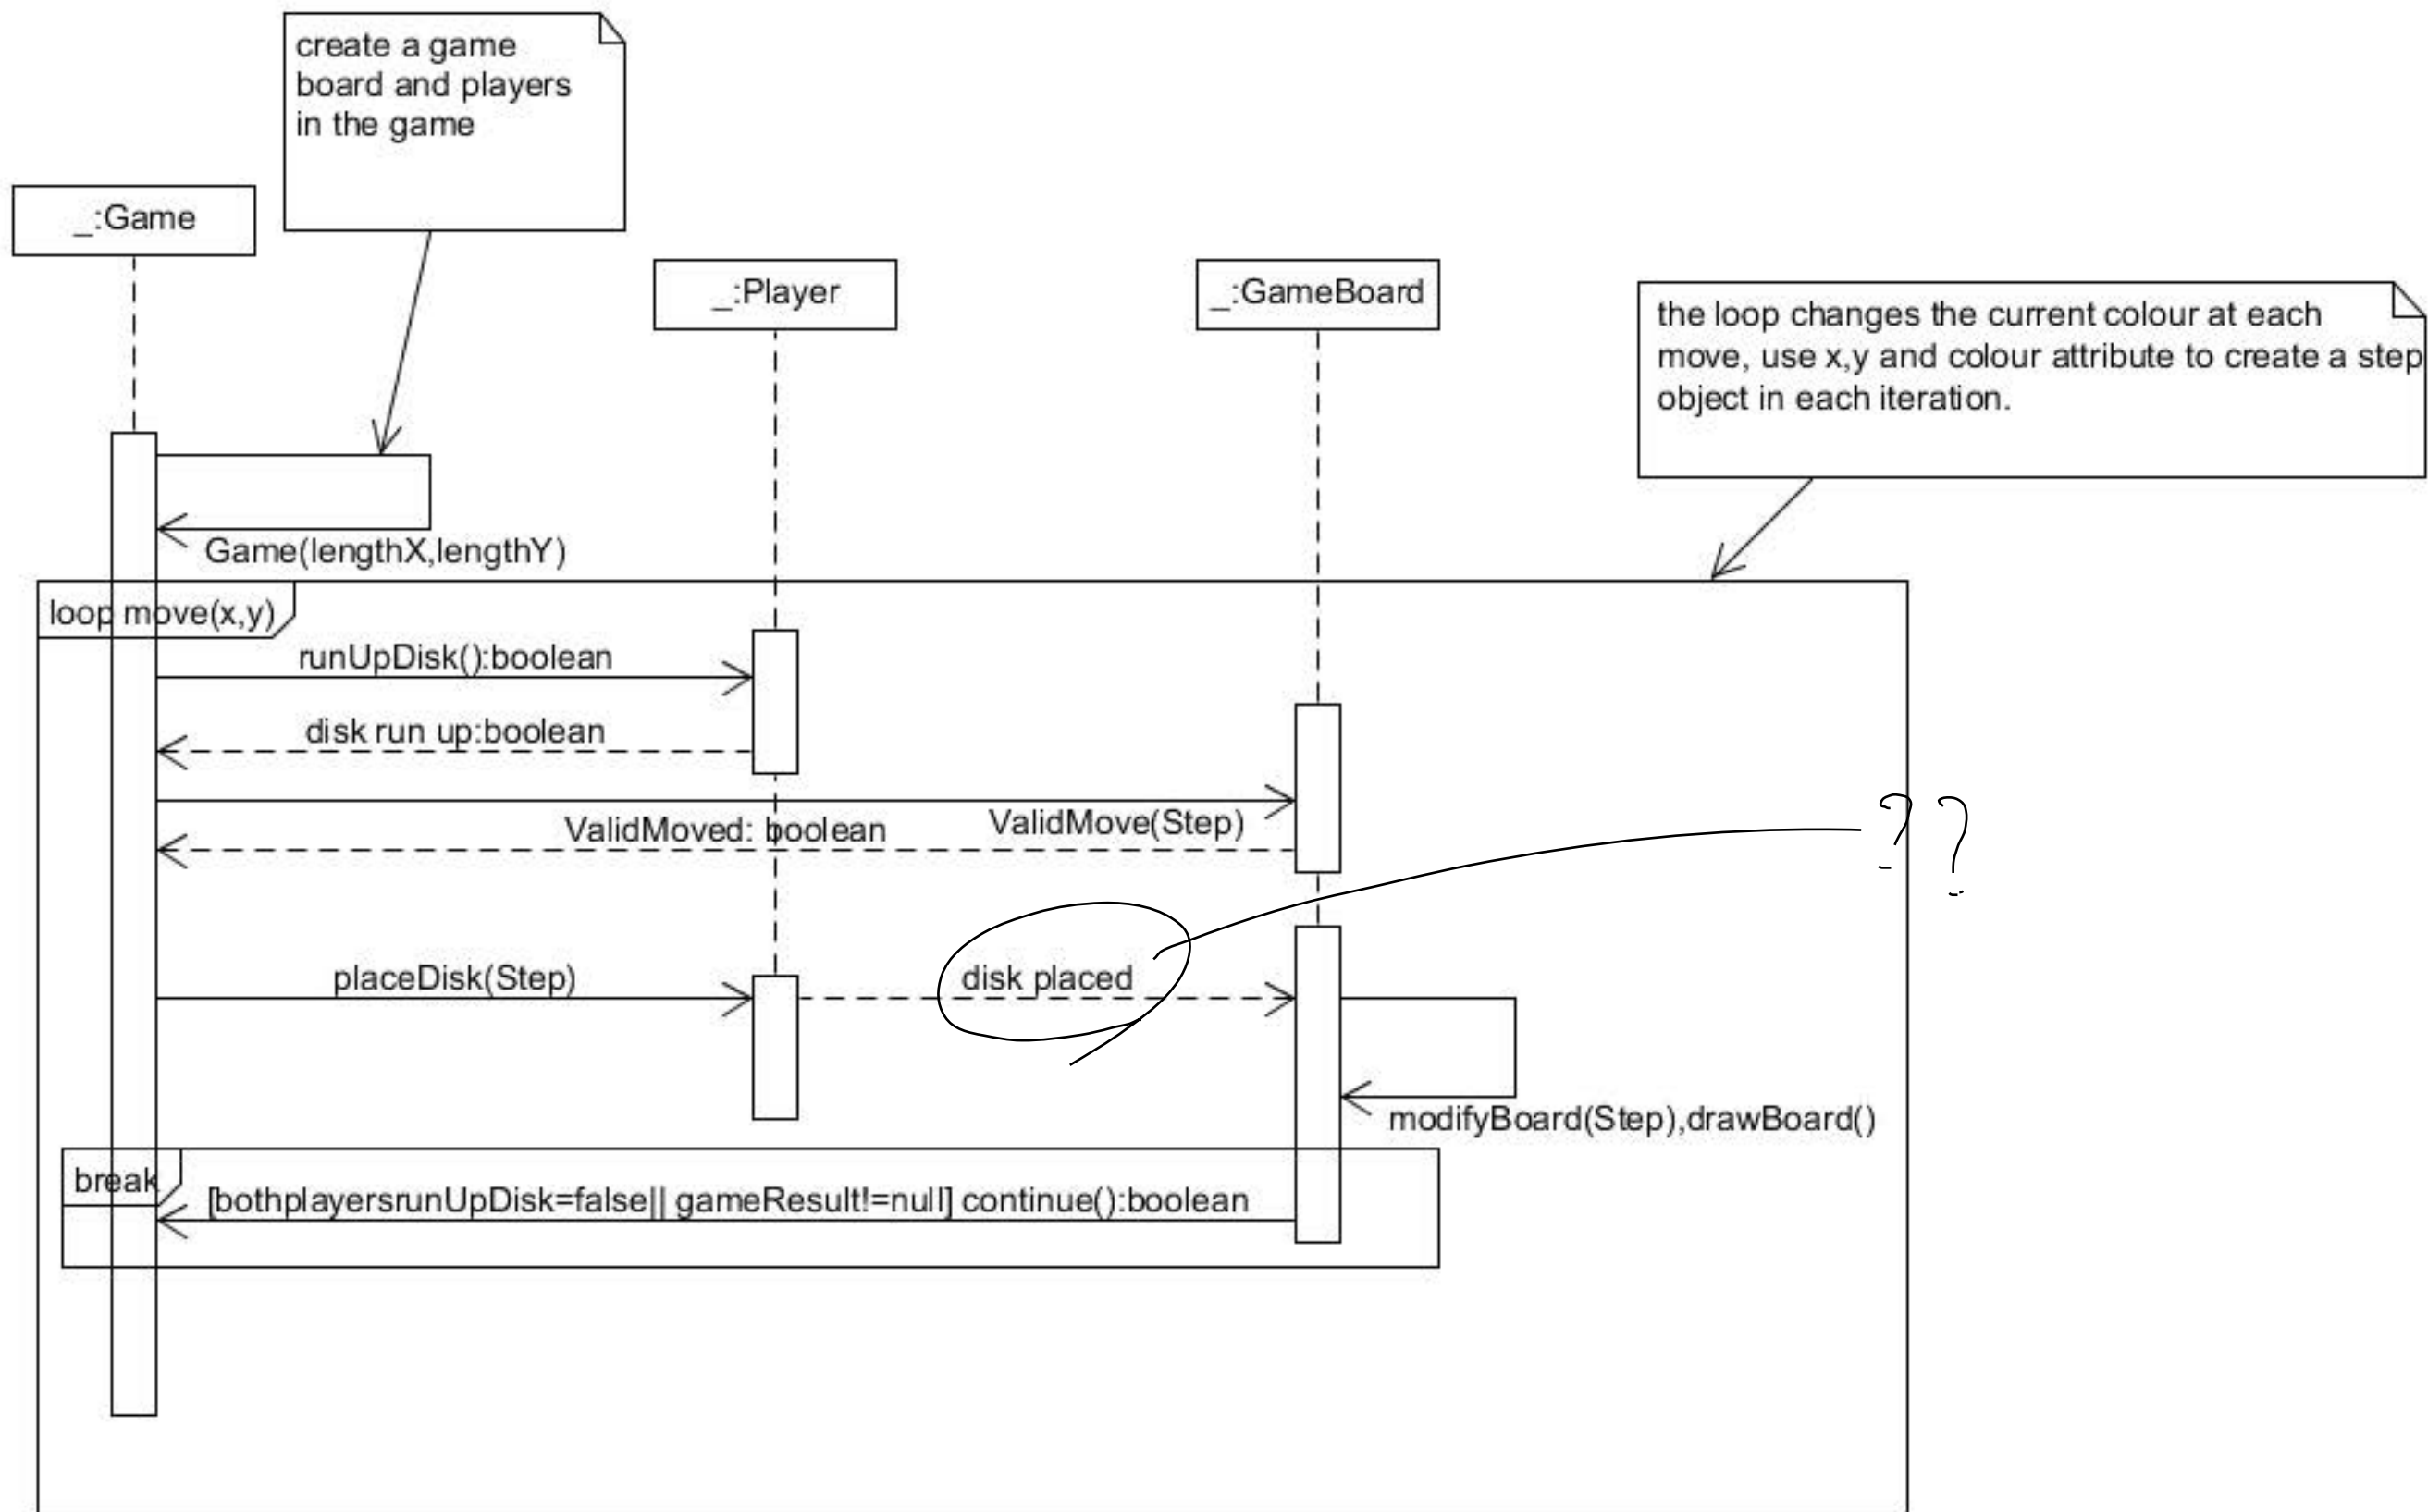 create a game
board and players
in the game
_:Game
_:Player
_:GameBoard
the loop changes the current colour at each
move, use x,y and colour attribute to create a step
object in each iteration.
Game(lengthX,lengthY)
loop move(x,y)
runUpDisk():boolean
disk run up:boolean
ValidMove(Step)
ValidMoved: boolean
??
placeDisk(Step)
disk placed
modifyBoard(Step),drawBoard()
break
[bothplayersrunUpDisk=false|| gameResult!=null] continue():boolean